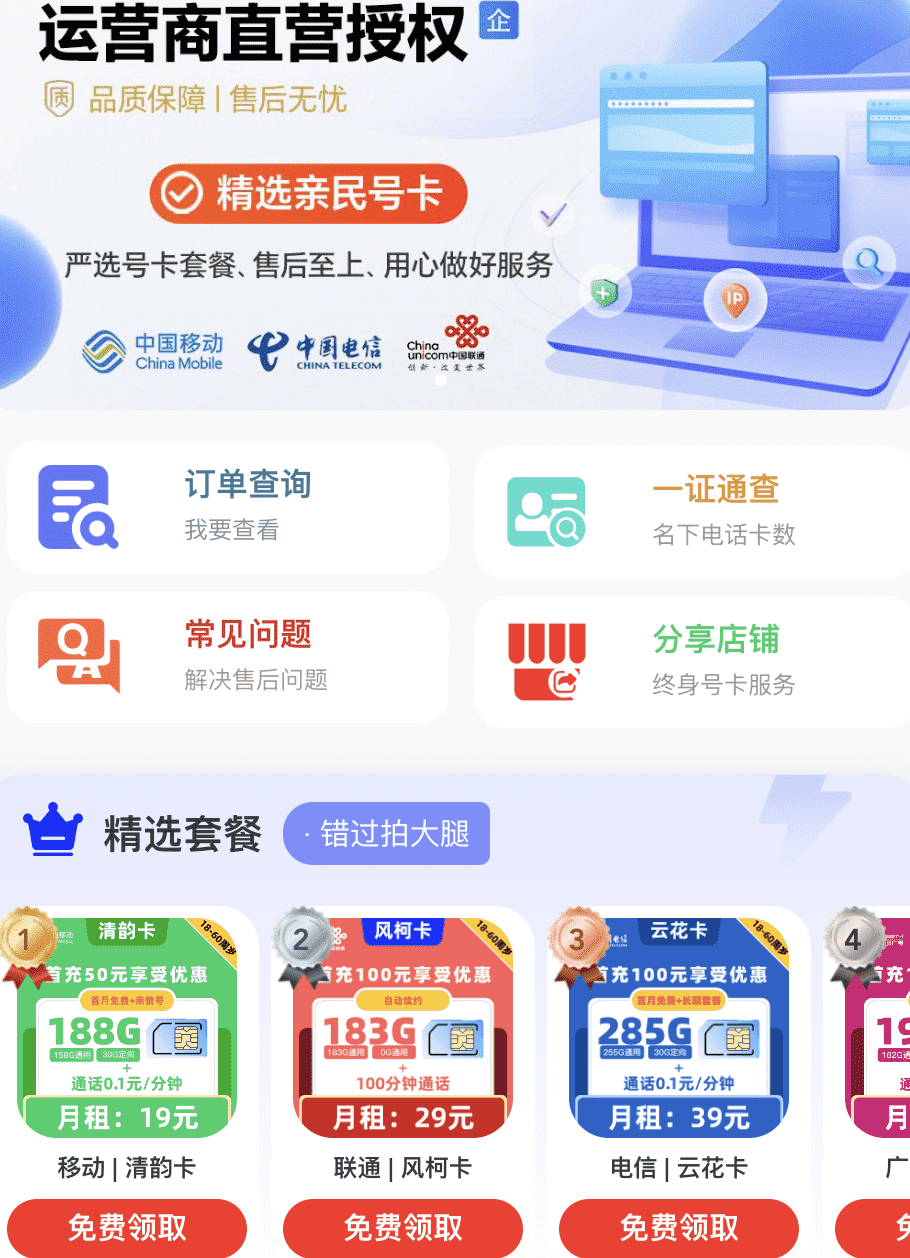 运营商直营授权 企
质 品质保障 | 售后无忧
精选亲民号卡
严选号卡套餐、售后至上、用心做好服务
中国移动
China Mobile
中国电信
CHINA TELECOM
China
unicom中国联通
创新·改变世界
IP
订单查询
我要查看
一证通查
名下电话卡数
QA
常见问题
解决售后问题
分享店铺
终身号卡服务
精选套餐
· 错过拍大腿
1
清韵卡
18-60周岁
首充50元享受优惠
首月免费+亲情号
188G
158G通用 30G定向
+
通话0.1元/分钟
月租：19元
移动 | 清韵卡
免费领取
2
风柯卡
18-60周岁
首充100元享受优惠
自动续约
183G
183G通用 0G通用
+
100分钟通话
月租：29元
联通 | 风柯卡
免费领取
3
云花卡
18-60周岁
首充100元享受优惠
首月免费+长期套餐
285G
255G通用 30G定向
+
通话0.1元/分钟
月租：39元
电信 | 云花卡
免费领取
4
首充1
19
162G通
月
广
免